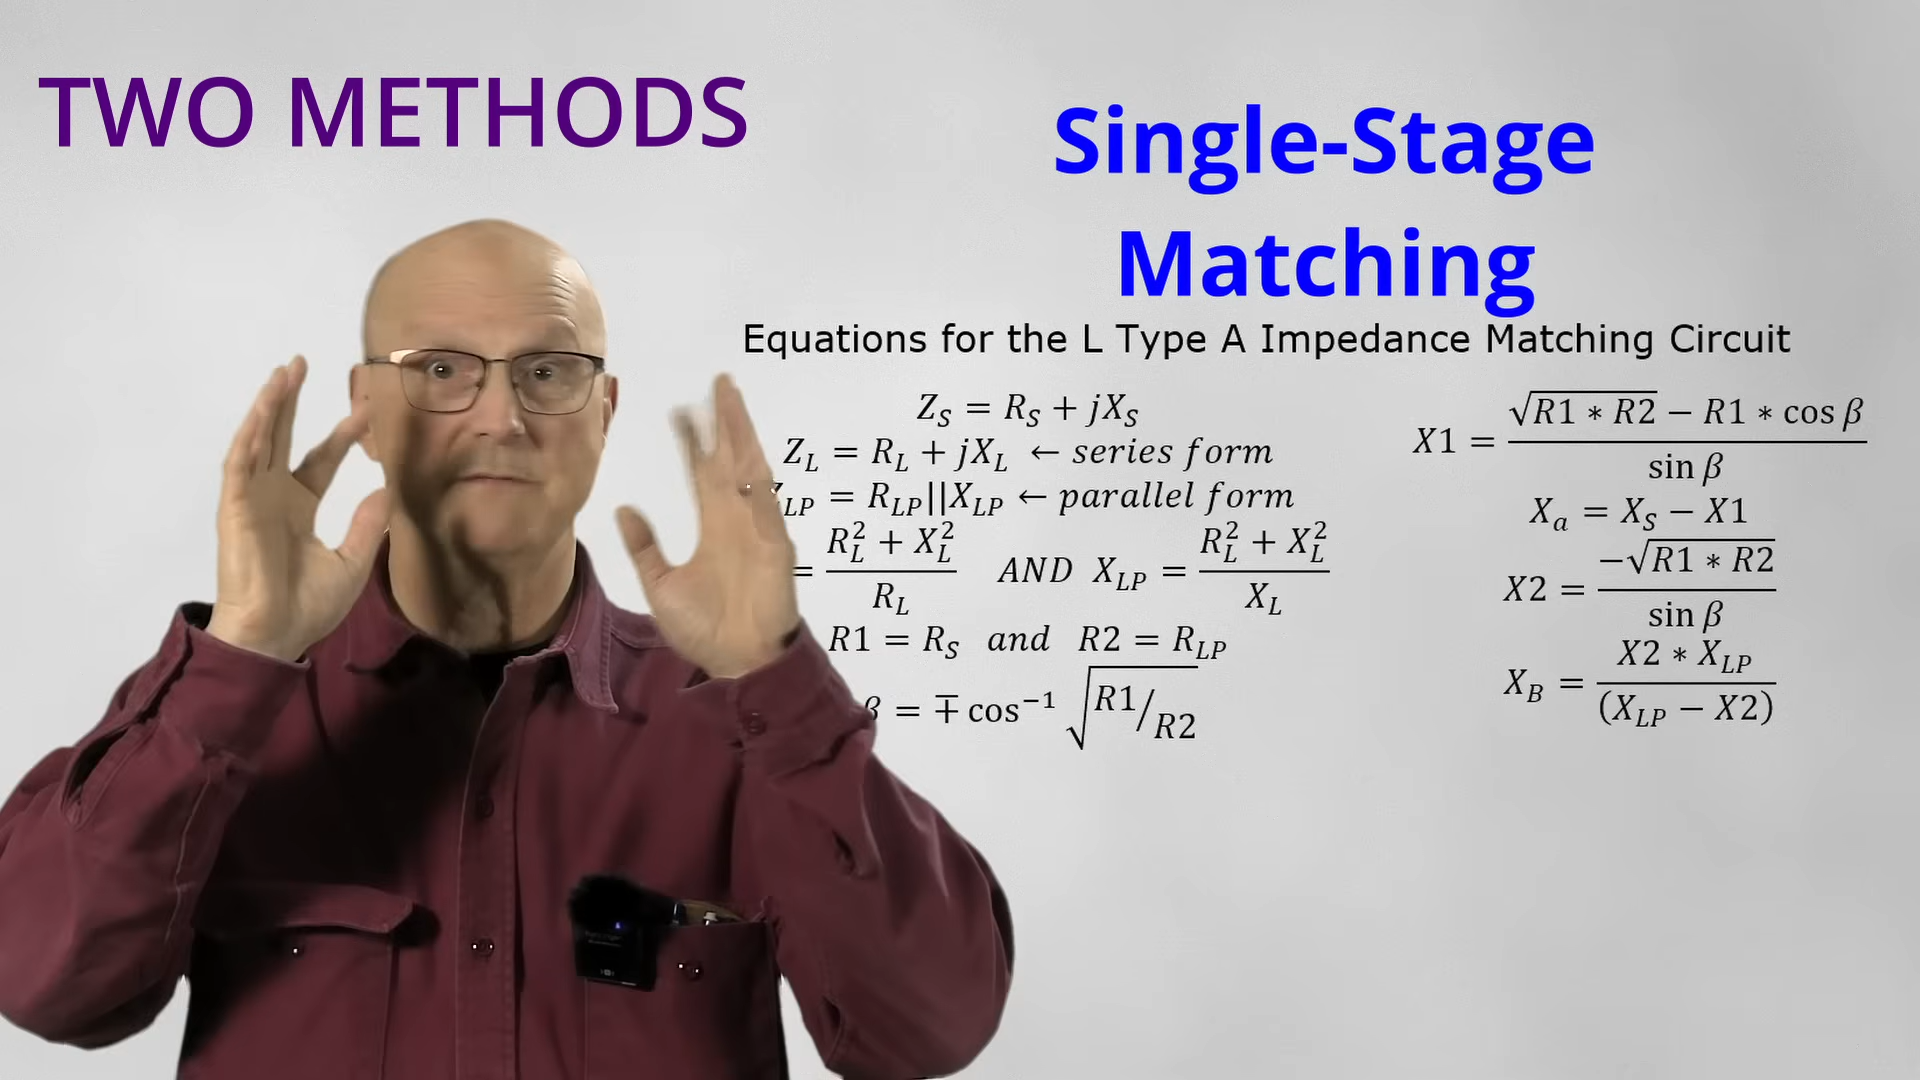 TWO METHODS
Single-Stage
Matching
Equations for the L Type A Impedance Matching Circuit
Z_S = R_S + jX_S
Z_L = R_L + jX_L ← series form
Z_LP = R_LP||X_LP ← parallel form
= (R_L^2 + X_L^2)/R_L AND X_LP = (R_L^2 + X_L^2)/X_L
R1 = R_S and R2 = R_LP
β = ∓ cos⁻¹ √(R1/R2)
X1 = (√(R1 * R2) − R1 * cos β)/sin β
X_a = X_S − X1
X2 = −√(R1 * R2)/sin β
X_B = X2 * X_LP/(X_LP − X2)